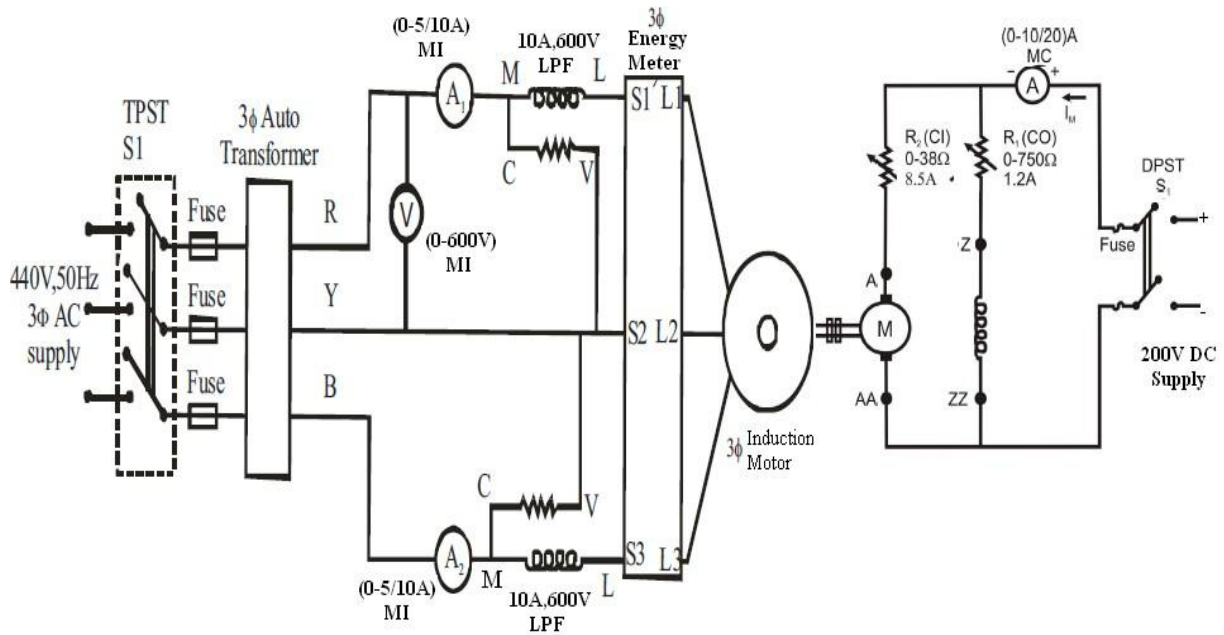 TPST
S1
440V,50Hz
3ϕ AC
supply
Fuse
Fuse
Fuse
3ϕ Auto
Transformer
R
Y
B
(0-5/10A)
MI
A1
V
(0-600V)
MI
10A,600V
LPF
M
L
C
V
3ϕ
Energy
Meter
S1' L1
S2 L2
S3 L3
C
V
A2
M
L
(0-5/10A)
MI
10A,600V
LPF
3ϕ Induction
Motor
(0-10/20)A
MC
- +
A
IM
R2 (CI)
0-38Ω
8.5A
R1 (CO)
0-750Ω
1.2A
DPST
S1
+
Fuse
-
Z
A
M
AA
ZZ
200V DC
Supply